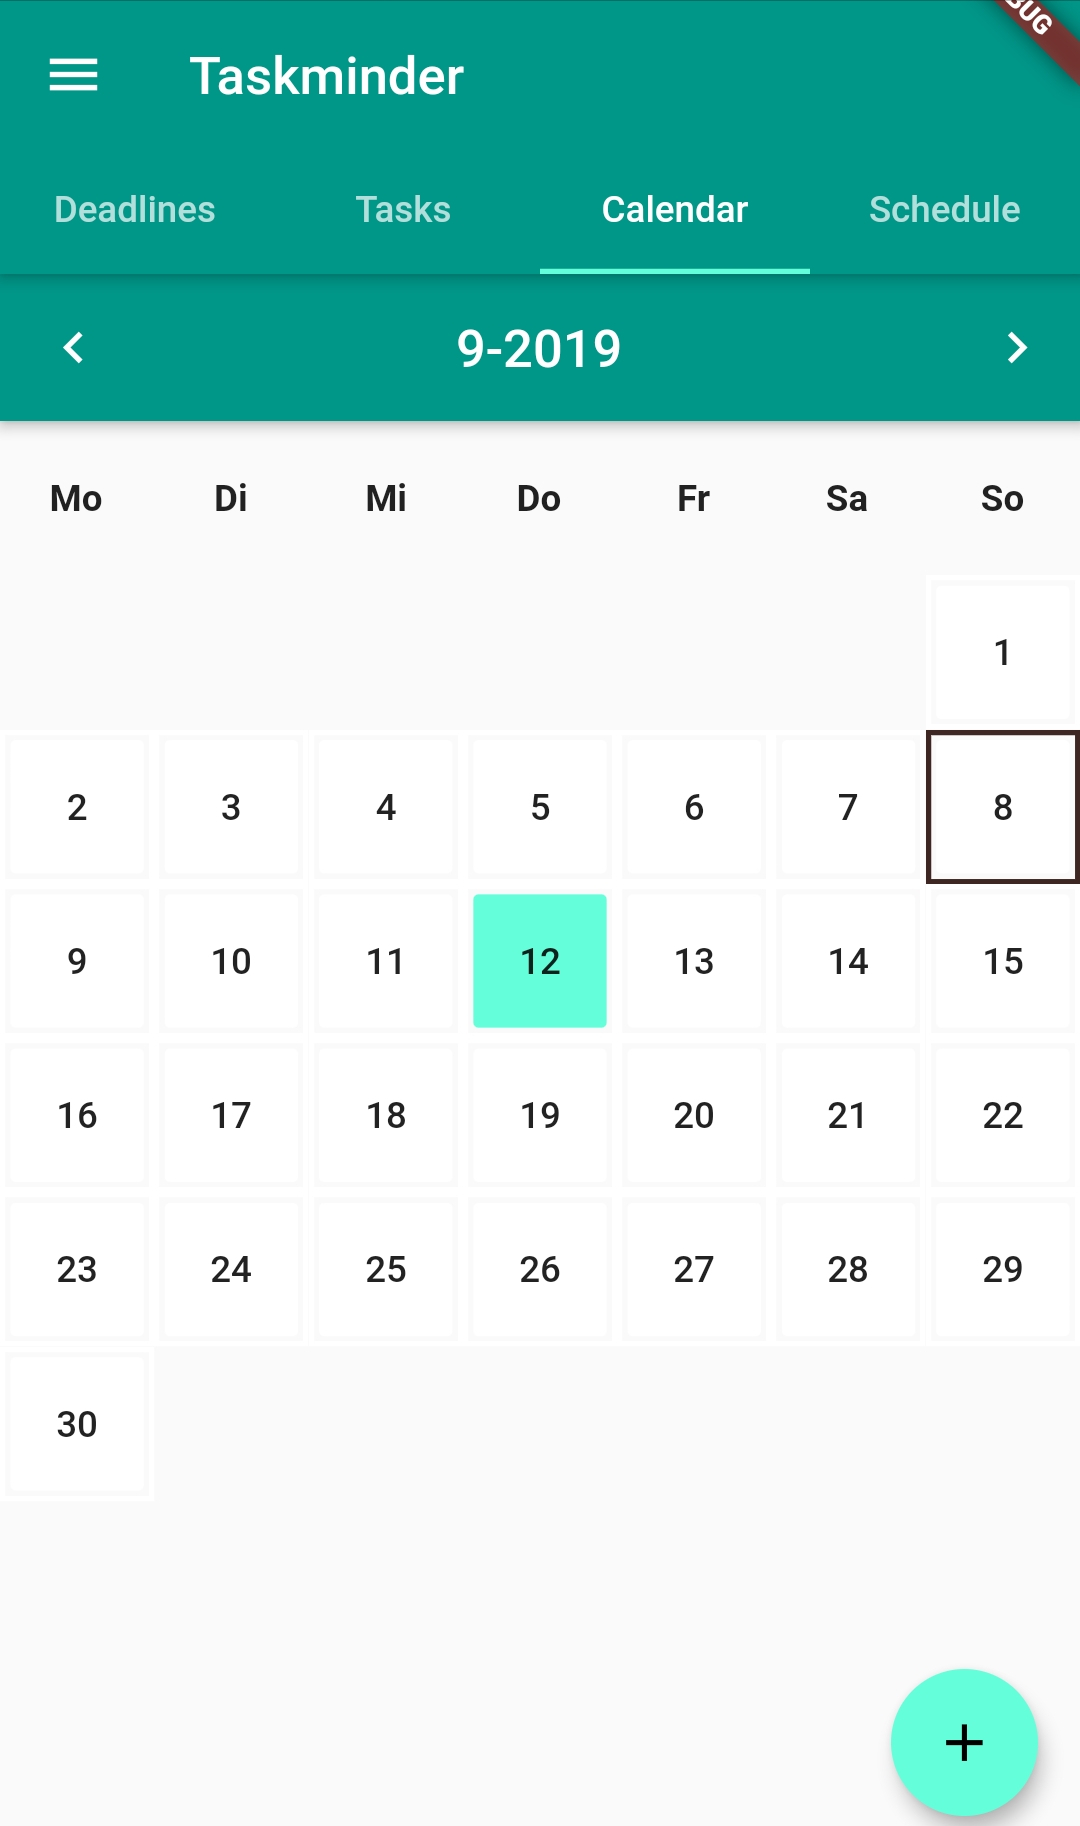 Taskminder
Deadlines Tasks Calendar Schedule
9-2019
Mo Di Mi Do Fr Sa So
1
2 3 4 5 6 7 8
9 10 11 12 13 14 15
16 17 18 19 20 21 22
23 24 25 26 27 28 29
30